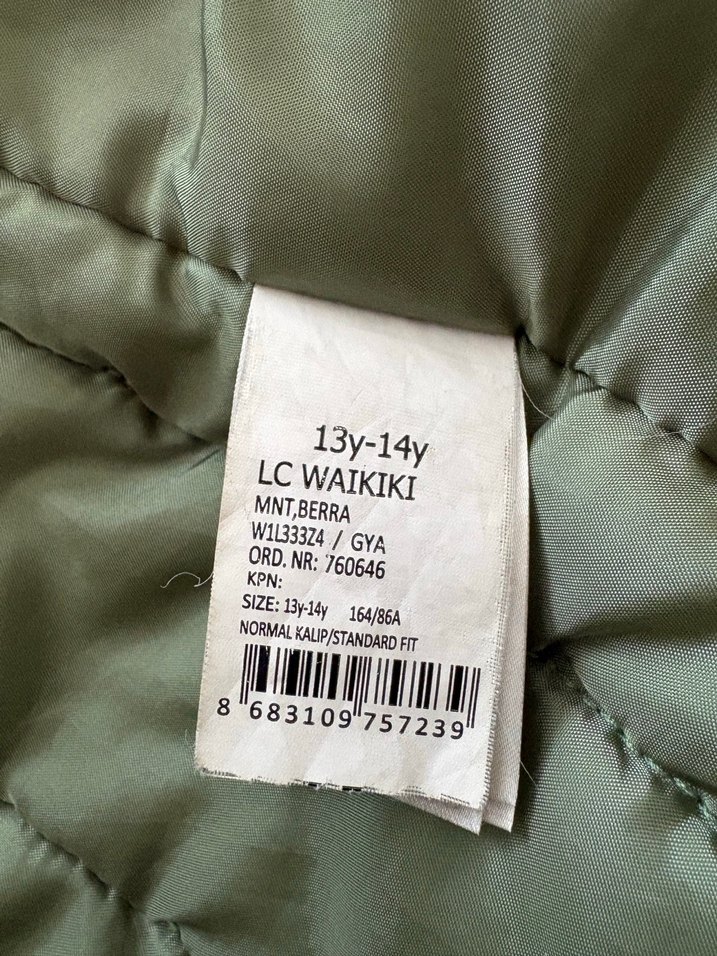 13y-14y
LC WAIKIKI
MNT,BERRA
W1L333Z4 / GYA
ORD. NR: 760646
KPN:
SIZE: 13y-14y 164/86A
NORMAL KALIP/STANDARD FIT
8 683109 757239